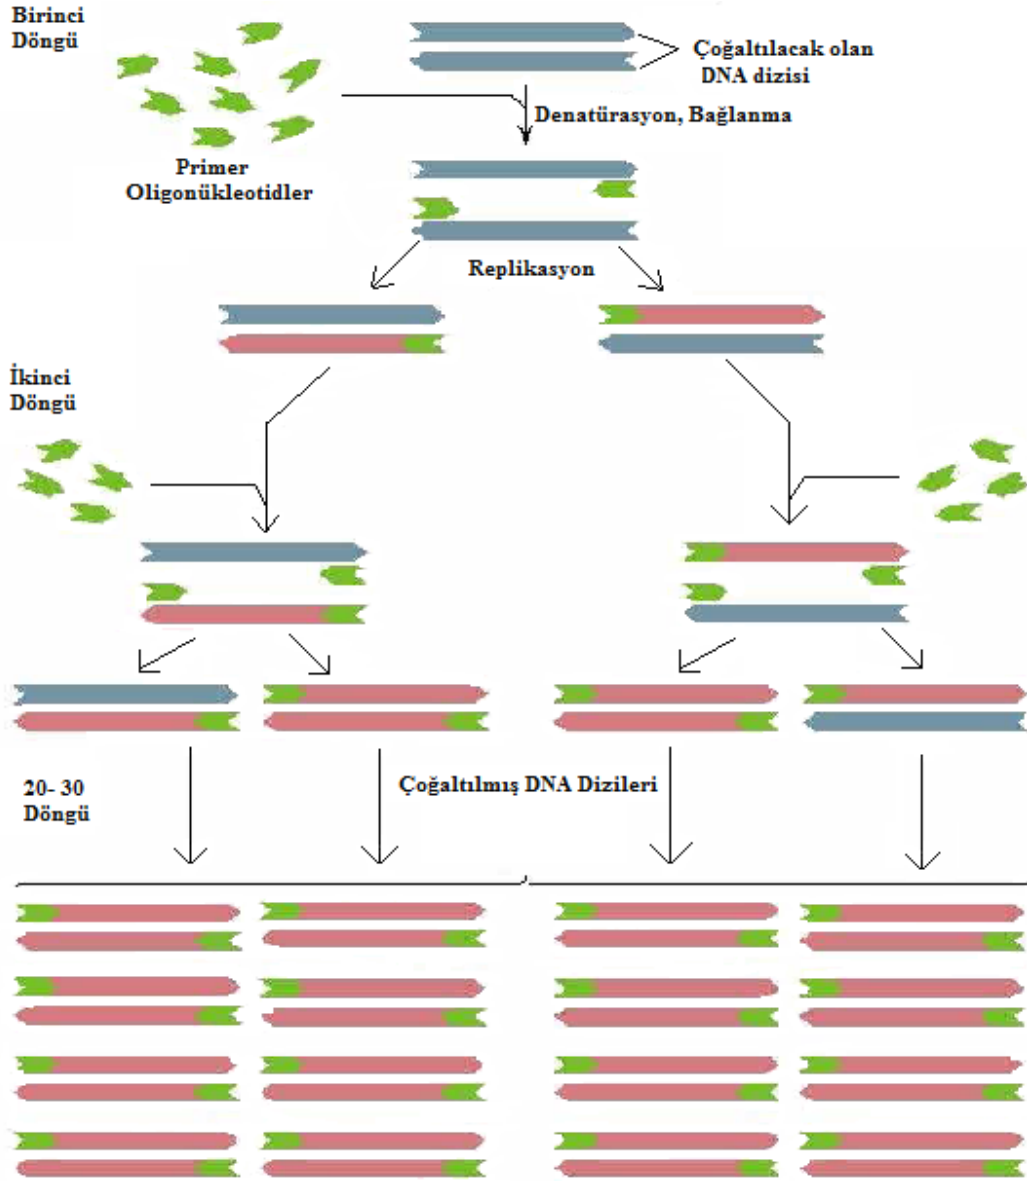 Birinci
Döngü
Çoğaltılacak olan
DNA dizisi
Denatürasyon, Bağlanma
Primer
Oligonükleotidler
Replikasyon
İkinci
Döngü
20- 30
Döngü
Çoğaltılmış DNA Dizileri